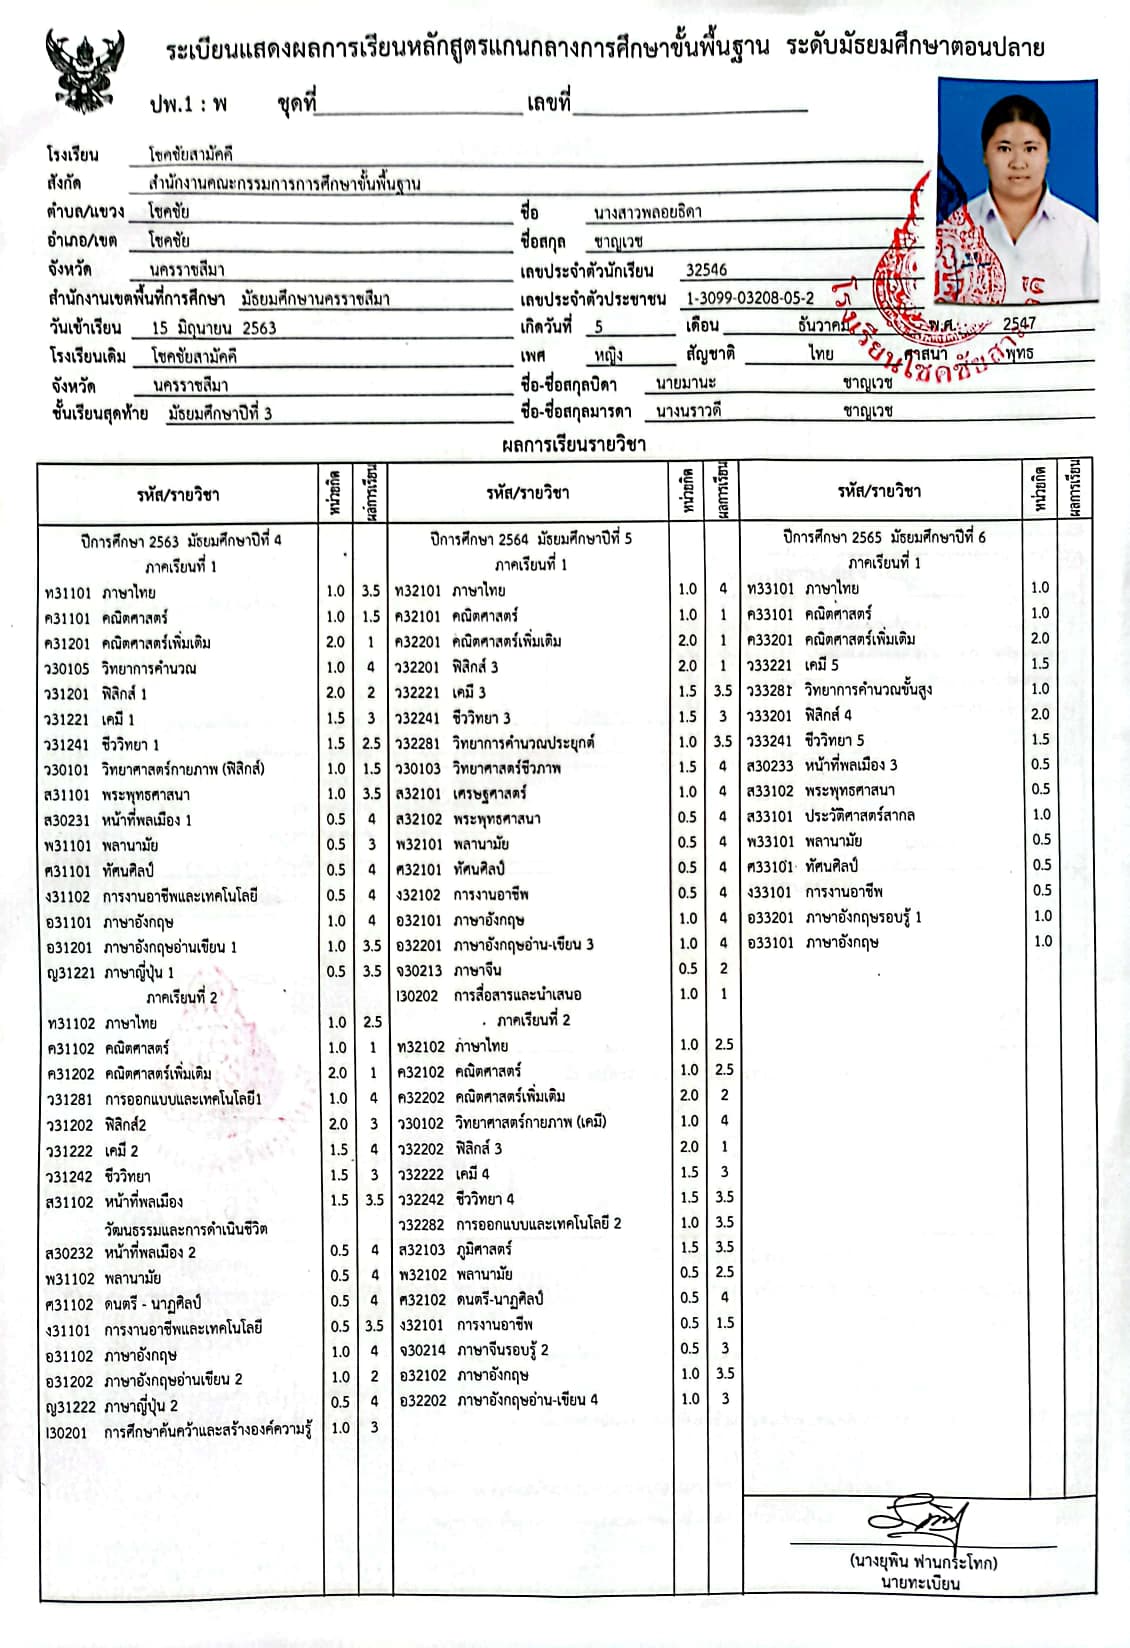 ระเบียนแสดงผลการเรียนหลักสูตรแกนกลางการศึกษาขั้นพื้นฐาน ระดับมัธยมศึกษาตอนปลาย
ปพ.1 : พ ชุดที่ เลขที่
โรงเรียน โชคชัยสามัคคี
สังกัด สำนักงานคณะกรรมการการศึกษาขั้นพื้นฐาน
ตำบล/แขวง โชคชัย
อำเภอ/เขต โชคชัย
จังหวัด นครราชสีมา
สำนักงานเขตพื้นที่การศึกษา มัธยมศึกษานครราชสีมา
วันเข้าเรียน 15 มิถุนายน 2563
โรงเรียนเดิม โชคชัยสามัคคี
จังหวัด นครราชสีมา
ชั้นเรียนสุดท้าย มัธยมศึกษาปีที่ 3
ชื่อ นางสาวพลอยธิดา
ชื่อสกุล ชาญเวช
เลขประจำตัวนักเรียน 32546
เลขประจำตัวประชาชน 1-3099-03208-05-2
เกิดวันที่ 5 เดือน ธันวาคม พ.ศ. 2547
เพศ หญิง สัญชาติ ไทย ศาสนา พุทธ
ชื่อ-ชื่อสกุลบิดา นายมานะ ชาญเวช
ชื่อ-ชื่อสกุลมารดา นางนราวดี ชาญเวช
ผลการเรียนรายวิชา
รหัส/รายวิชา หน่วยกิต ผลการเรียน
ปีการศึกษา 2563 มัธยมศึกษาปีที่ 4
ภาคเรียนที่ 1
ท31101 ภาษาไทย 1.0 3.5
ค31101 คณิตศาสตร์ 1.0 1.5
ค31201 คณิตศาสตร์เพิ่มเติม 2.0 1
ว30105 วิทยาการคำนวณ 1.0 4
ว31201 ฟิสิกส์ 1 2.0 2
ว31221 เคมี 1 1.5 3
ว31241 ชีววิทยา 1 1.5 2.5
ว30101 วิทยาศาสตร์กายภาพ (ฟิสิกส์) 1.0 1.5
ส31101 พระพุทธศาสนา 1.0 3.5
ส30231 หน้าที่พลเมือง 1 0.5 4
พ31101 พลานามัย 0.5 3
ศ31101 ทัศนศิลป์ 0.5 4
ง31102 การงานอาชีพและเทคโนโลยี 0.5 4
อ31101 ภาษาอังกฤษ 1.0 4
อ31201 ภาษาอังกฤษอ่านเขียน 1 1.0 3.5
ญ31221 ภาษาญี่ปุ่น 1 0.5 3.5
ภาคเรียนที่ 2
ท31102 ภาษาไทย 1.0 2.5
ค31102 คณิตศาสตร์ 1.0 1
ค31202 คณิตศาสตร์เพิ่มเติม 2.0 1
ว31281 การออกแบบและเทคโนโลยี1 1.0 4
ว31202 ฟิสิกส์2 2.0 3
ว31222 เคมี 2 1.5 4
ว31242 ชีววิทยา 1.5 3
ส31102 หน้าที่พลเมือง 1.5 3.5
วัฒนธรรมและการดำเนินชีวิต
ส30232 หน้าที่พลเมือง 2 0.5 4
พ31102 พลานามัย 0.5 4
ศ31102 ดนตรี - นาฏศิลป์ 0.5 4
ง31101 การงานอาชีพและเทคโนโลยี 0.5 3.5
อ31102 ภาษาอังกฤษ 1.0 4
อ31202 ภาษาอังกฤษอ่านเขียน 2 1.0 2
ญ31222 ภาษาญี่ปุ่น 2 0.5 4
I30201 การศึกษาค้นคว้าและสร้างองค์ความรู้ 1.0 3
รหัส/รายวิชา หน่วยกิต ผลการเรียน
ปีการศึกษา 2564 มัธยมศึกษาปีที่ 5
ภาคเรียนที่ 1
ท32101 ภาษาไทย 1.0 4
ค32101 คณิตศาสตร์ 1.0 1
ค32201 คณิตศาสตร์เพิ่มเติม 2.0 1
ว32201 ฟิสิกส์ 3 2.0 1
ว32221 เคมี 3 1.5 3.5
ว32241 ชีววิทยา 3 1.5 3
ว32281 วิทยาการคำนวณประยุกต์ 1.0 3.5
ว30103 วิทยาศาสตร์ชีวภาพ 1.5 4
ส32101 เศรษฐศาสตร์ 1.0 4
ส32102 พระพุทธศาสนา 0.5 4
พ32101 พลานามัย 0.5 4
ศ32101 ทัศนศิลป์ 0.5 4
ง32102 การงานอาชีพ 0.5 4
อ32101 ภาษาอังกฤษ 1.0 4
อ32201 ภาษาอังกฤษอ่าน-เขียน 3 1.0 4
จ30213 ภาษาจีน 0.5 2
I30202 การสื่อสารและนำเสนอ 1.0 1
ภาคเรียนที่ 2
ท32102 ภาษาไทย 1.0 2.5
ค32102 คณิตศาสตร์ 1.0 2.5
ค32202 คณิตศาสตร์เพิ่มเติม 2.0 2
ว30102 วิทยาศาสตร์กายภาพ (เคมี) 1.0 4
ว32202 ฟิสิกส์ 3 2.0 1
ว32222 เคมี 4 1.5 3
ว32242 ชีววิทยา 4 1.5 3.5
ว32282 การออกแบบและเทคโนโลยี 2 1.0 3.5
ส32103 ภูมิศาสตร์ 1.5 3.5
พ32102 พลานามัย 0.5 2.5
ศ32102 ดนตรี-นาฏศิลป์ 0.5 4
ง32101 การงานอาชีพ 0.5 1.5
จ30214 ภาษาจีนรอบรู้ 2 0.5 3
อ32102 ภาษาอังกฤษ 1.0 3.5
อ32202 ภาษาอังกฤษอ่าน-เขียน 4 1.0 3
รหัส/รายวิชา หน่วยกิต ผลการเรียน
ปีการศึกษา 2565 มัธยมศึกษาปีที่ 6
ภาคเรียนที่ 1
ท33101 ภาษาไทย 1.0
ค33101 คณิตศาสตร์ 1.0
ค33201 คณิตศาสตร์เพิ่มเติม 2.0
ว33221 เคมี 5 1.5
ว33281 วิทยาการคำนวณขั้นสูง 1.0
ว33201 ฟิสิกส์ 4 2.0
ว33241 ชีววิทยา 5 1.5
ส30233 หน้าที่พลเมือง 3 0.5
ส33102 พระพุทธศาสนา 0.5
ส33101 ประวัติศาสตร์สากล 1.0
พ33101 พลานามัย 0.5
ศ33101 ทัศนศิลป์ 0.5
ง33101 การงานอาชีพ 0.5
อ33201 ภาษาอังกฤษรอบรู้ 1 1.0
อ33101 ภาษาอังกฤษ 1.0
(นางยุพิน ฟานกระโทก)
นายทะเบียน